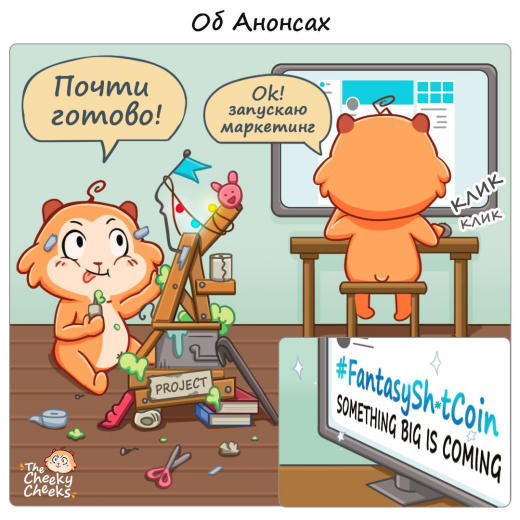 Об Анонсах
Почти
готово!
Ok!
запускаю
маркетинг
КЛИК
КЛИК
PROJECT
#FantasySh*tCoin
SOMETHING BIG IS COMING
The
Cheeky
Cheeks